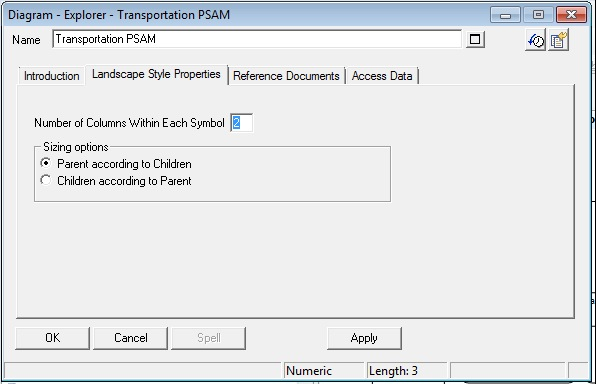 Diagram - Explorer - Transportation PSAM
Name Transportation PSAM
Introduction Landscape Style Properties Reference Documents Access Data
Number of Columns Within Each Symbol 2
Sizing options
Parent according to Children
Children according to Parent
OK Cancel Spell Apply
Numeric Length: 3